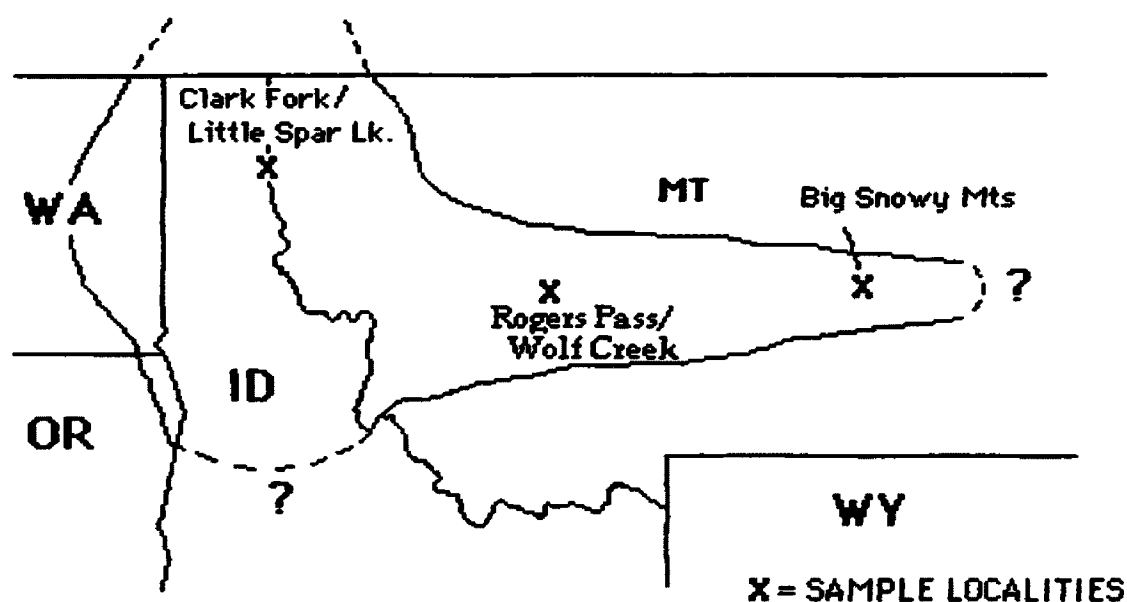 Clark Fork/
Little Spar Lk.
X
WA
MT
Big Snowy Mts
X
?
X
Rogers Pass/
Wolf Creek
ID
OR
?
WY
X = SAMPLE LOCALITIES